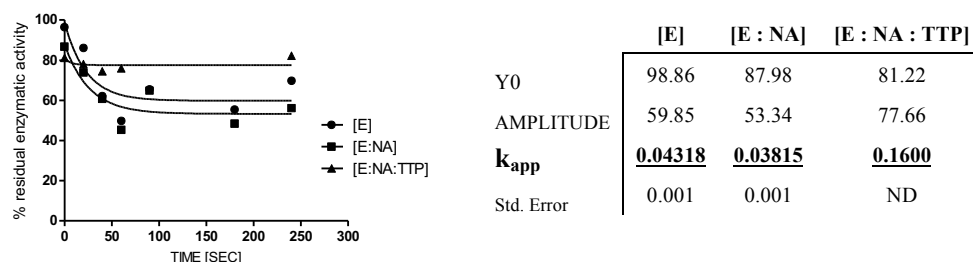 % residual enzymatic activity
100
80
60
40
20
0
0 50 100 150 200 250 300
TIME [SEC]
[E]
[E:NA]
[E:NA:TTP]
[E] [E : NA] [E : NA : TTP]
Y0 98.86 87.98 81.22
AMPLITUDE 59.85 53.34 77.66
kapp 0.04318 0.03815 0.1600
Std. Error 0.001 0.001 ND